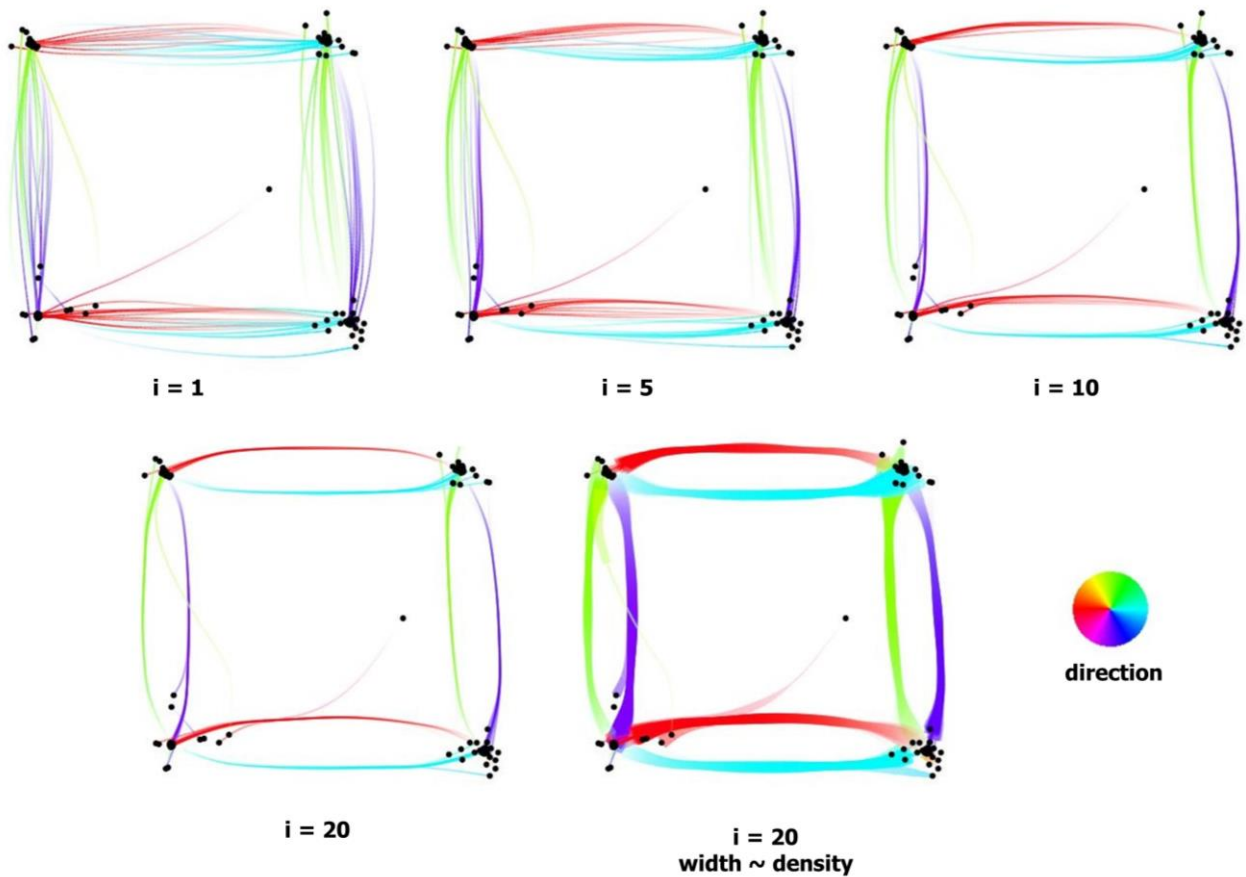 i = 1
i = 5
i = 10
direction
i = 20
i = 20
width ~ density